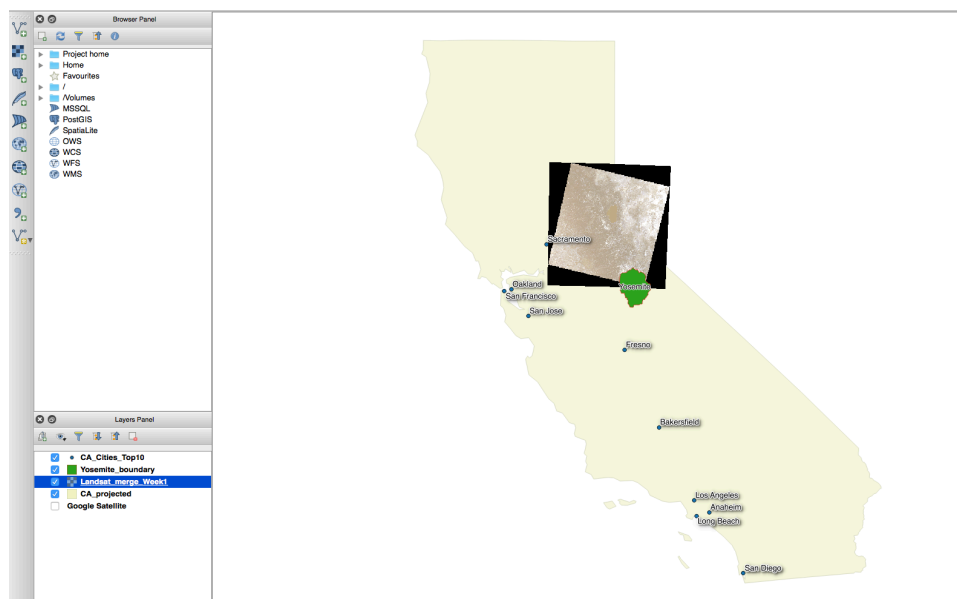 Browser Panel
Project home
Home
Favourites
/
/Volumes
MSSQL
PostGIS
SpatiaLite
OWS
WCS
WFS
WMS
Layers Panel
CA_Cities_Top10
Yosemite_boundary
Landsat_merge_Week1
CA_projected
Google Satellite
Sacramento
Yosemite
Oakland
San Francisco
San Jose
Fresno
Bakersfield
Los Angeles
Anaheim
Long Beach
San Diego